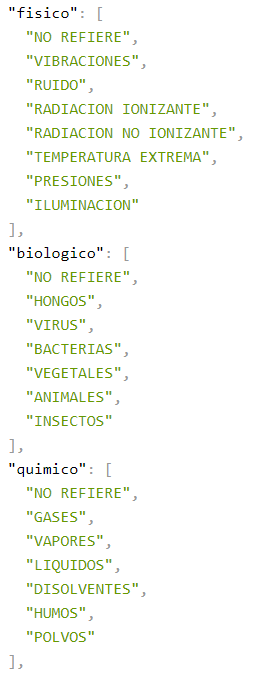 "fisico": [
"NO REFIERE",
"VIBRACIONES",
"RUIDO",
"RADIACION IONIZANTE",
"RADIACION NO IONIZANTE",
"TEMPERATURA EXTREMA",
"PRESIONES",
"ILUMINACION"
],
"biologico": [
"NO REFIERE",
"HONGOS",
"VIRUS",
"BACTERIAS",
"VEGETALES",
"ANIMALES",
"INSECTOS"
],
"quimico": [
"NO REFIERE",
"GASES",
"VAPORES",
"LIQUIDOS",
"DISOLVENTES",
"HUMOS",
"POLVOS"
],